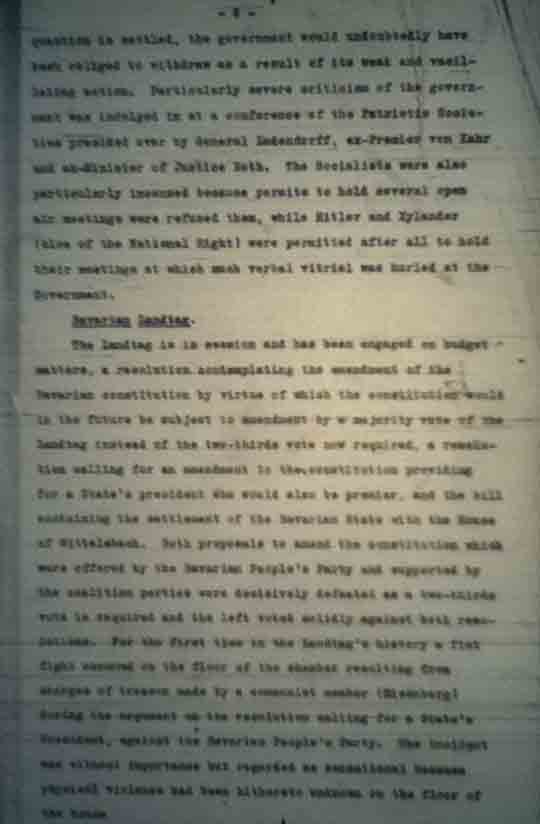 question is settled, the government would undoubtedly have
been obliged to withdraw as a result of its weak and vacil-
lating action. Particularly severe criticism of the govern-
ment was indulged in at a conference of the Patriotic Socie-
ties presided over by General Ludendorff, ex-Premier von Kahr
and ex-Minister of Justice Roth. The Socialists were also
particularly incensed because permits to hold several open
air meetings were refused them, while Hitler and Xylander
(also of the National Right) were permitted after all to hold
their meetings at which much verbal vitriol was hurled at the
Government.
Bavarian Landtag.
The landtag is in session and has been engaged on budget
matters, a resolution contemplating the amendment of the
Bavarian constitution by virtue of which the constitution would
in the future be subject to amendment by a majority vote of the
landtag instead of the two-thirds vote now required, a resolu-
tion calling for an amendment to the constitution providing
for a State's president who would also be premier, and the bill
containing the settlement of the Bavarian State with the House
of Wittelsbach. Both proposals to amend the constitution which
were offered by the Bavarian People's Party and supported by
the coalition parties were decisively defeated as a two-thirds
vote is required and the left voted solidly against both reso-
lutions. For the first time in the Landtag's history a fist
fight occured on the floor of the chamber resulting from
charges of treason made by a communist member (Eisenberg)
during the argument on the resolution calling for a State's
President, against the Bavarian People's Party. The incident
was without importance but regarded as sensational because
physical violence had been hitherto unknown on the floor of
the house